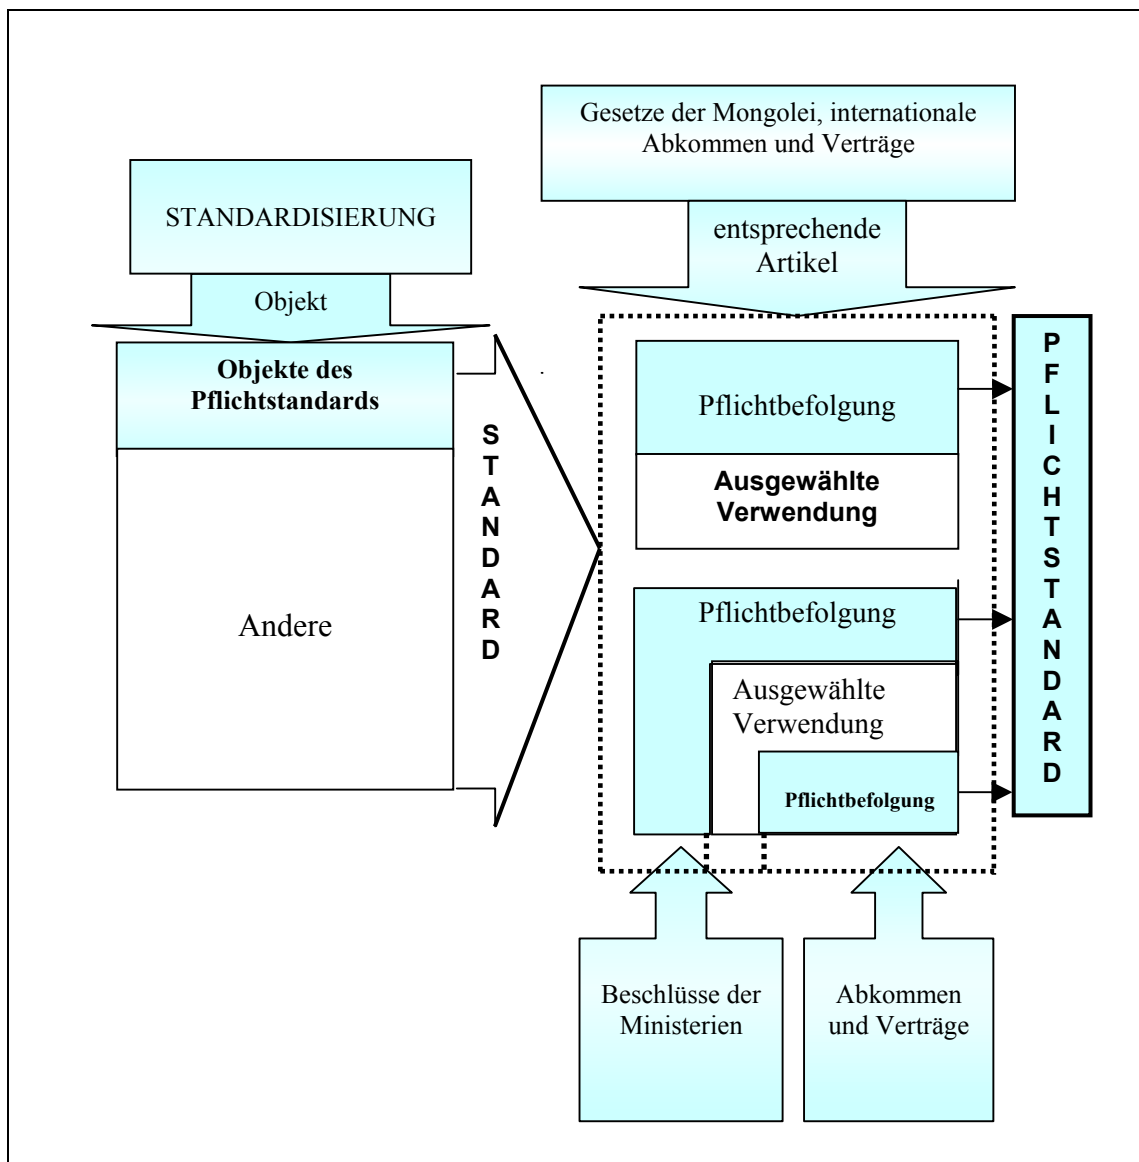 Gesetze der Mongolei, internationale
Abkommen und Verträge
STANDARDISIERUNG
entsprechende
Artikel
Objekt
Objekte des
Pflichtstandards
Andere
STANDARD
Pflichtbefolgung
Ausgewählte
Verwendung
Pflichtbefolgung
Ausgewählte
Verwendung
Pflichtbefolgung
PFLICHTSTANDARD
Beschlüsse der
Ministerien
Abkommen
und Verträge